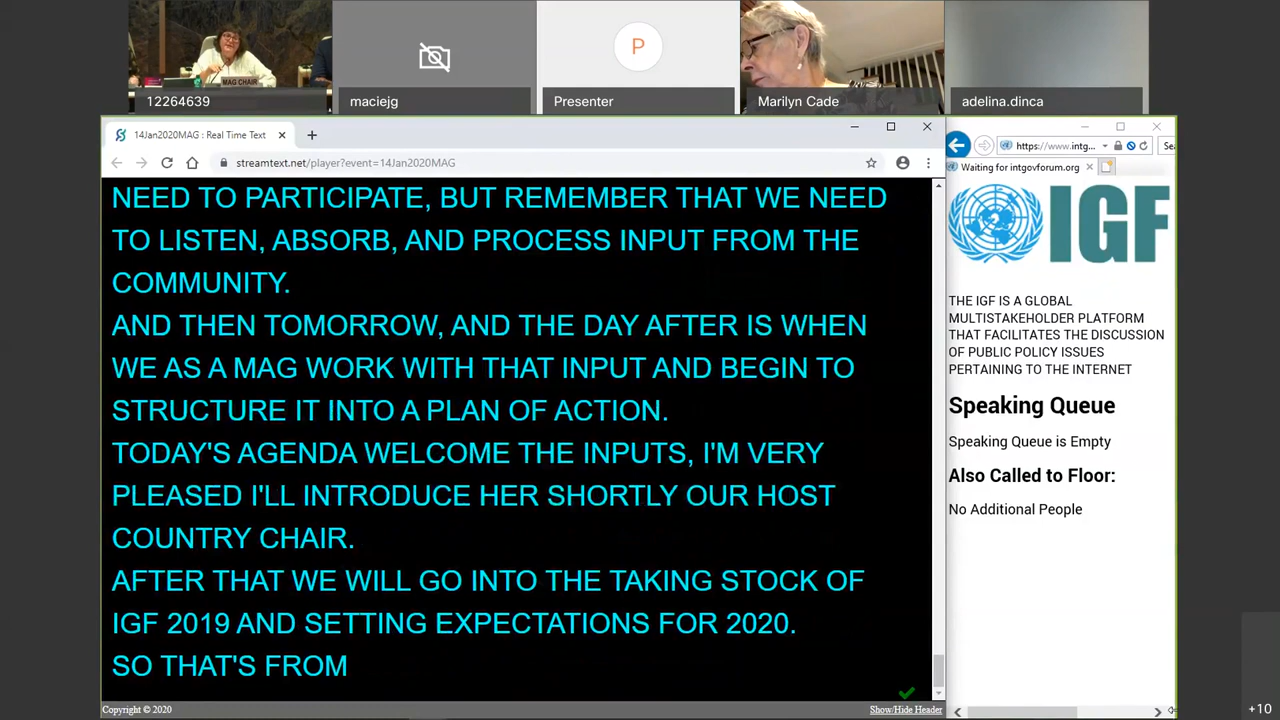 MAG CHAIR
12264639
maciejg
P
Presenter
Marilyn Cade
adelina.dinca
14Jan2020MAG : Real Time Text
streamtext.net/player?event=14Jan2020MAG
NEED TO PARTICIPATE, BUT REMEMBER THAT WE NEED
TO LISTEN, ABSORB, AND PROCESS INPUT FROM THE
COMMUNITY.
AND THEN TOMORROW, AND THE DAY AFTER IS WHEN
WE AS A MAG WORK WITH THAT INPUT AND BEGIN TO
STRUCTURE IT INTO A PLAN OF ACTION.
TODAY'S AGENDA WELCOME THE INPUTS, I'M VERY
PLEASED I'LL INTRODUCE HER SHORTLY OUR HOST
COUNTRY CHAIR.
AFTER THAT WE WILL GO INTO THE TAKING STOCK OF
IGF 2019 AND SETTING EXPECTATIONS FOR 2020.
SO THAT'S FROM
Copyright © 2020
Show/Hide Header
https://www.intg...
Sea
Waiting for intgovforum.org
IGF
THE IGF IS A GLOBAL
MULTISTAKEHOLDER PLATFORM
THAT FACILITATES THE DISCUSSION
OF PUBLIC POLICY ISSUES
PERTAINING TO THE INTERNET
Speaking Queue
Speaking Queue is Empty
Also Called to Floor:
No Additional People
+10